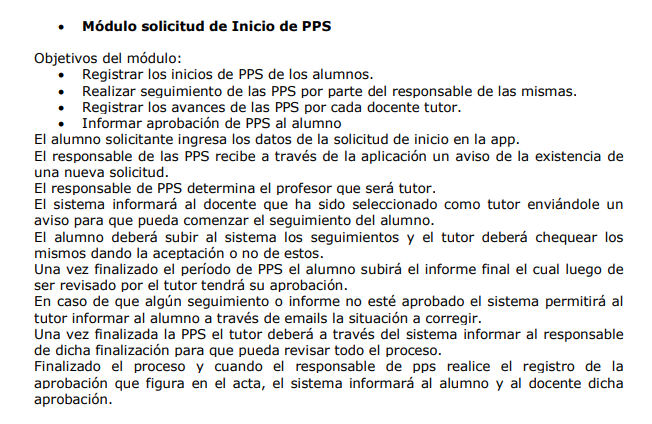 • Módulo solicitud de Inicio de PPS
Objetivos del módulo:
• Registrar los inicios de PPS de los alumnos.
• Realizar seguimiento de las PPS por parte del responsable de las mismas.
• Registrar los avances de las PPS por cada docente tutor.
• Informar aprobación de PPS al alumno
El alumno solicitante ingresa los datos de la solicitud de inicio en la app.
El responsable de las PPS recibe a través de la aplicación un aviso de la existencia de
una nueva solicitud.
El responsable de PPS determina el profesor que será tutor.
El sistema informará al docente que ha sido seleccionado como tutor enviándole un
aviso para que pueda comenzar el seguimiento del alumno.
El alumno deberá subir al sistema los seguimientos y el tutor deberá chequear los
mismos dando la aceptación o no de estos.
Una vez finalizado el período de PPS el alumno subirá el informe final el cual luego de
ser revisado por el tutor tendrá su aprobación.
En caso de que algún seguimiento o informe no esté aprobado el sistema permitirá al
tutor informar al alumno a través de emails la situación a corregir.
Una vez finalizada la PPS el tutor deberá a través del sistema informar al responsable
de dicha finalización para que pueda revisar todo el proceso.
Finalizado el proceso y cuando el responsable de pps realice el registro de la
aprobación que figura en el acta, el sistema informará al alumno y al docente dicha
aprobación.